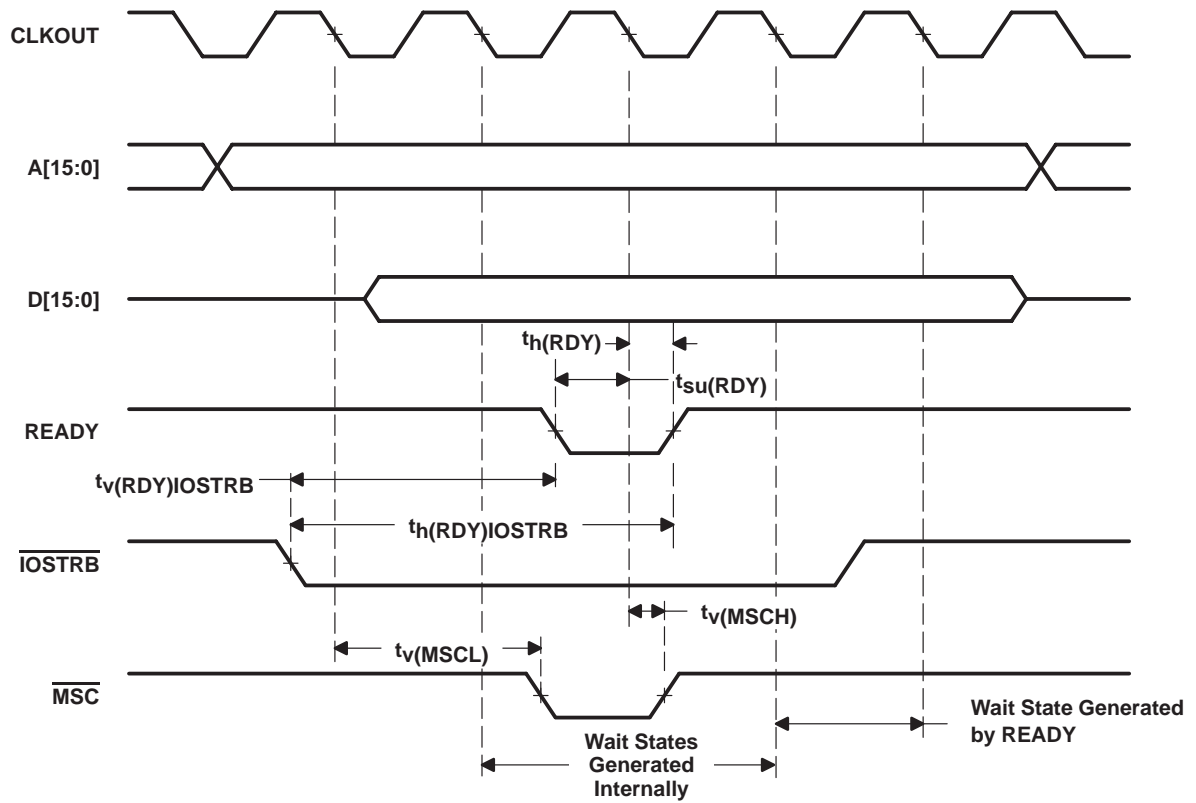 CLKOUT
A[15:0]
D[15:0]
th(RDY)
tsu(RDY)
READY
tv(RDY)IOSTRB
th(RDY)IOSTRB
IOSTRB
tv(MSCH)
tv(MSCL)
MSC
Wait State Generated
by READY
Wait States
Generated
Internally